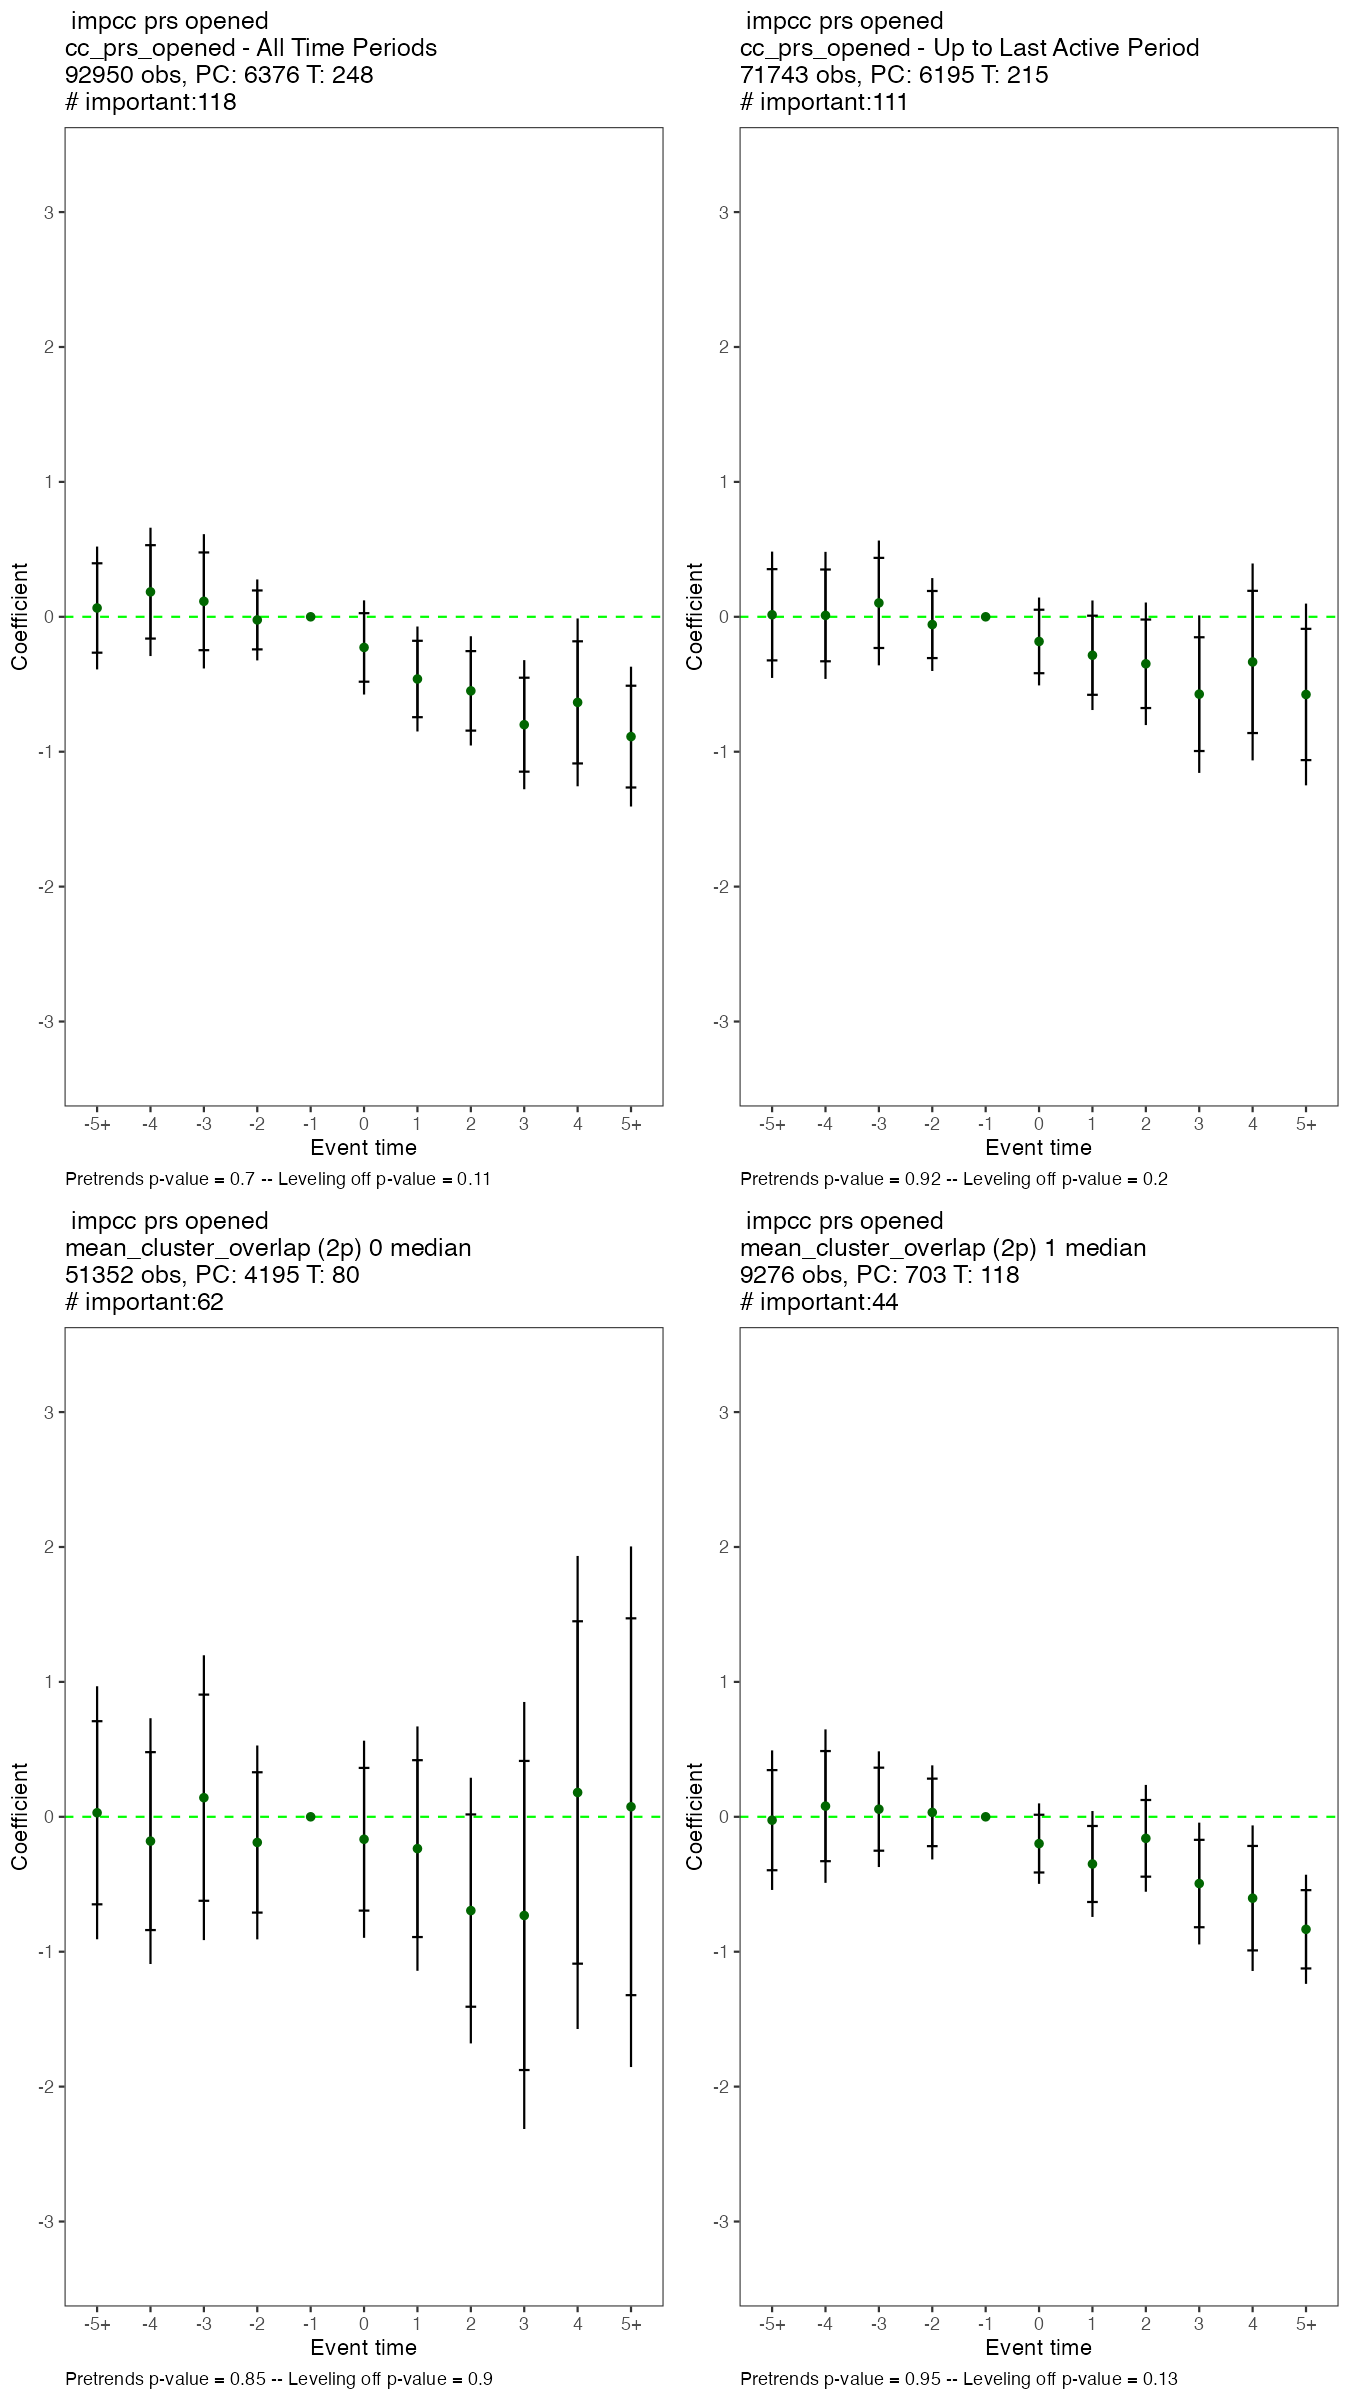 impcc prs opened
cc_prs_opened - All Time Periods
92950 obs, PC: 6376 T: 248
# important:118
3
2
1
0
-1
-2
-3
Coefficient
-5+ -4 -3 -2 -1 0 1 2 3 4 5+
Event time
Pretrends p-value = 0.7 -- Leveling off p-value = 0.11
impcc prs opened
cc_prs_opened - Up to Last Active Period
71743 obs, PC: 6195 T: 215
# important:111
3
2
1
0
-1
-2
-3
Coefficient
-5+ -4 -3 -2 -1 0 1 2 3 4 5+
Event time
Pretrends p-value = 0.92 -- Leveling off p-value = 0.2
impcc prs opened
mean_cluster_overlap (2p) 0 median
51352 obs, PC: 4195 T: 80
# important:62
3
2
1
0
-1
-2
-3
Coefficient
-5+ -4 -3 -2 -1 0 1 2 3 4 5+
Event time
Pretrends p-value = 0.85 -- Leveling off p-value = 0.9
impcc prs opened
mean_cluster_overlap (2p) 1 median
9276 obs, PC: 703 T: 118
# important:44
3
2
1
0
-1
-2
-3
Coefficient
-5+ -4 -3 -2 -1 0 1 2 3 4 5+
Event time
Pretrends p-value = 0.95 -- Leveling off p-value = 0.13